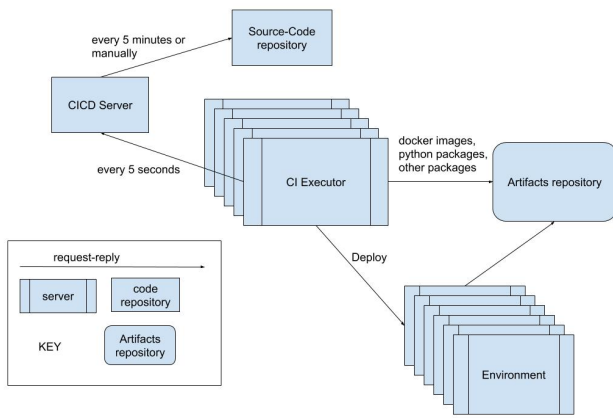 every 5 minutes or
manually
Source-Code
repository
CICD Server
every 5 seconds
CI Executor
docker images,
python packages,
other packages
Artifacts repository
Deploy
Environment
request-reply
server
code
repository
KEY
Artifacts
repository